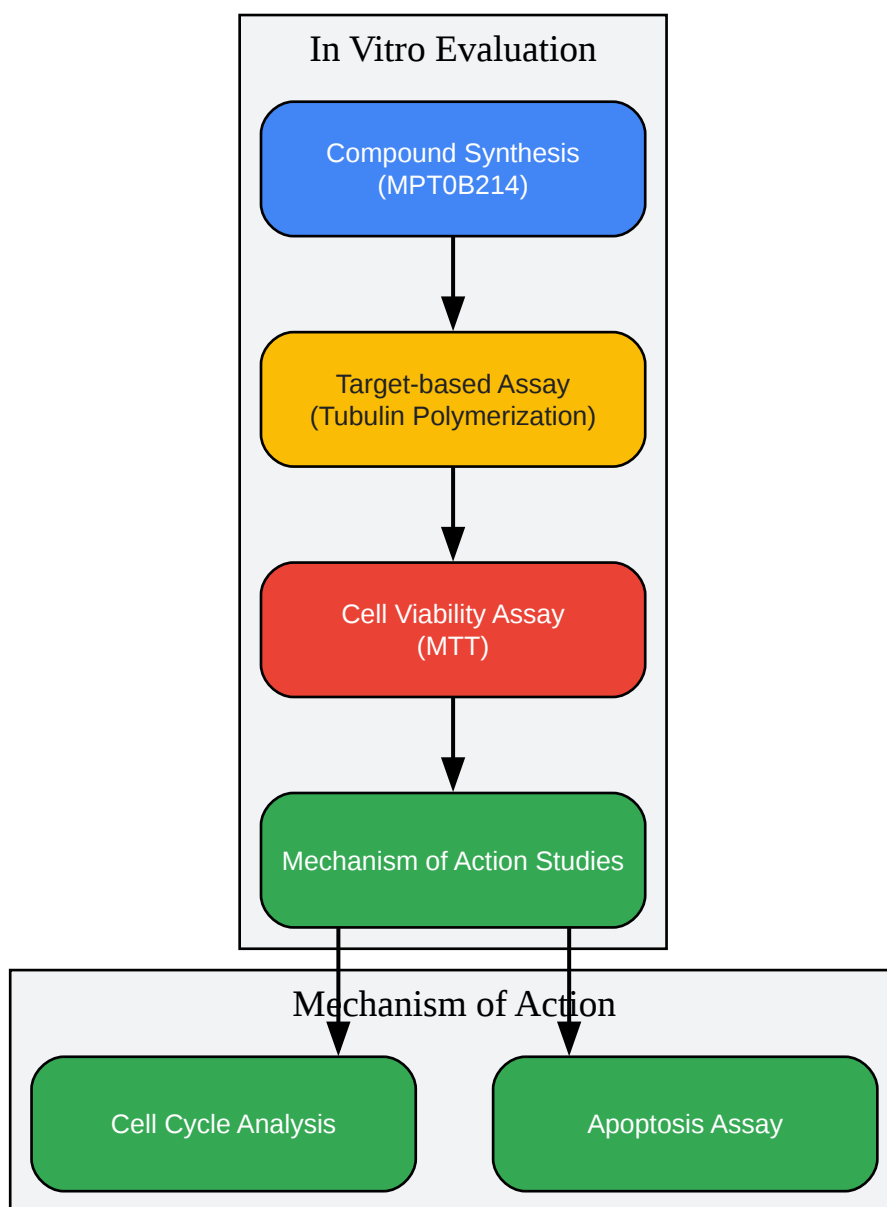 In Vitro Evaluation
Compound Synthesis
(MPT0B214)
Target-based Assay
(Tubulin Polymerization)
Cell Viability Assay
(MTT)
Mechanism of Action Studies
Mechanism of Action
Cell Cycle Analysis
Apoptosis Assay